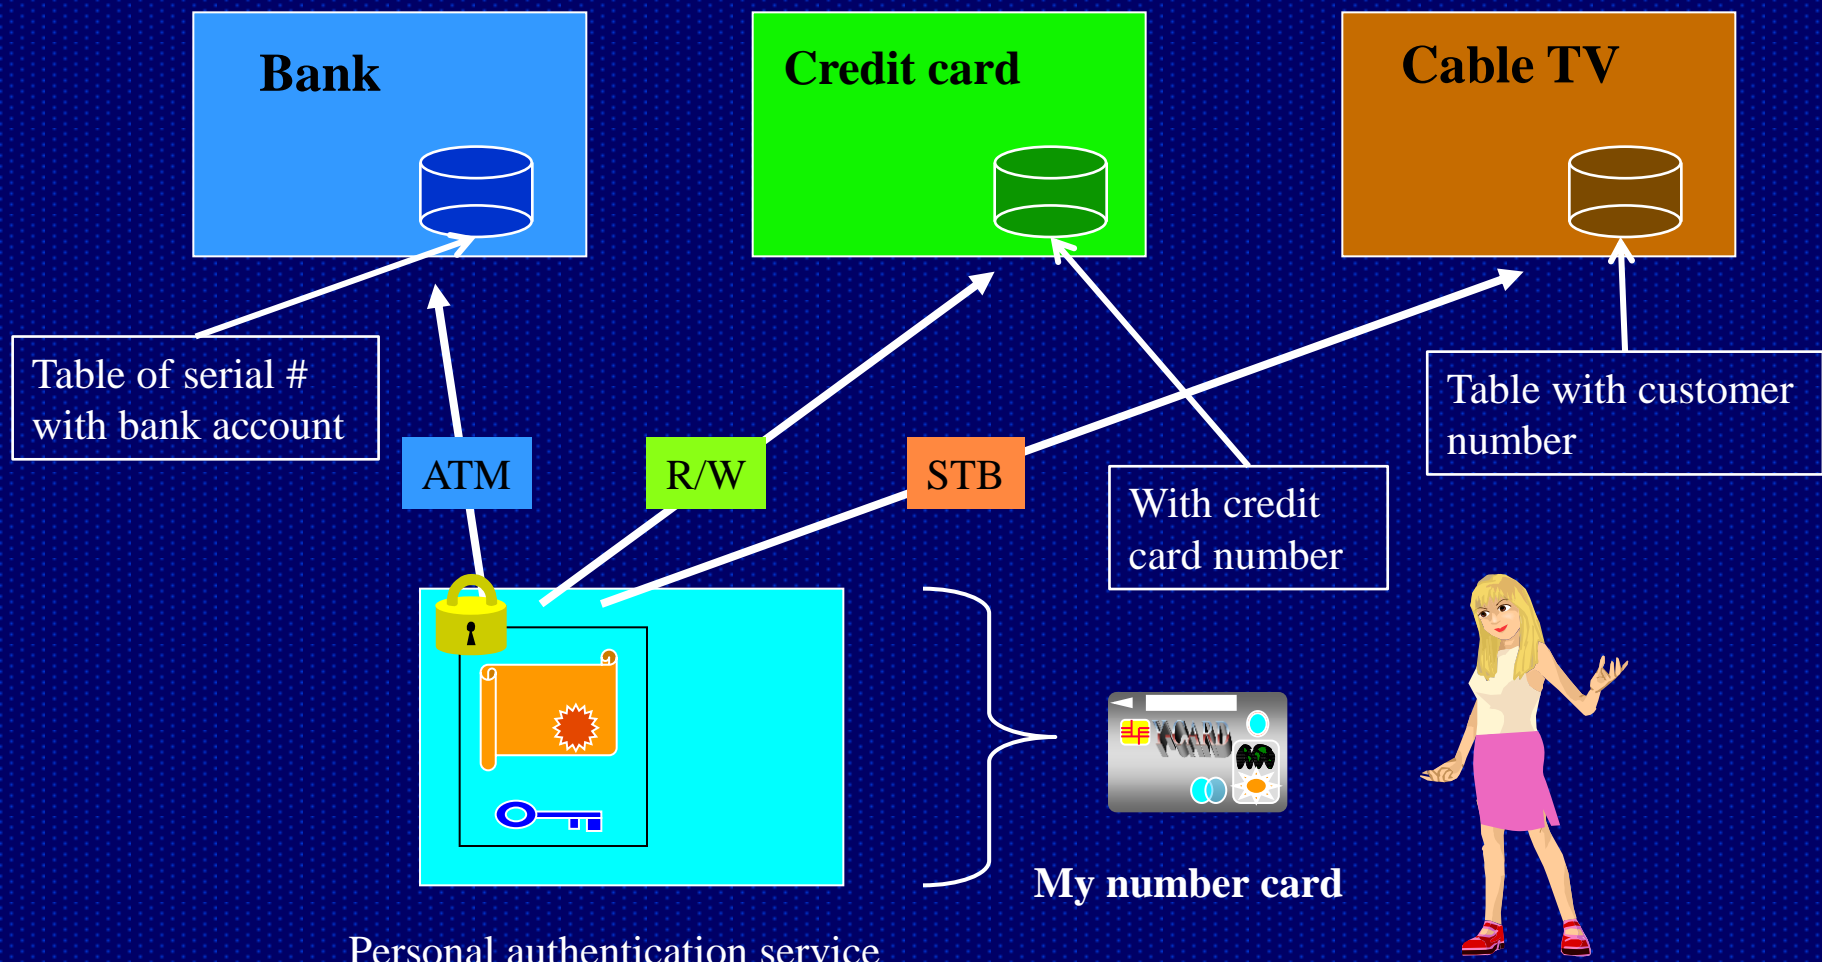 Bank
Credit card
Cable TV
Table of serial #
with bank account
ATM
R/W
STB
Table with customer
number
With credit
card number
My number card
Personal authentication service